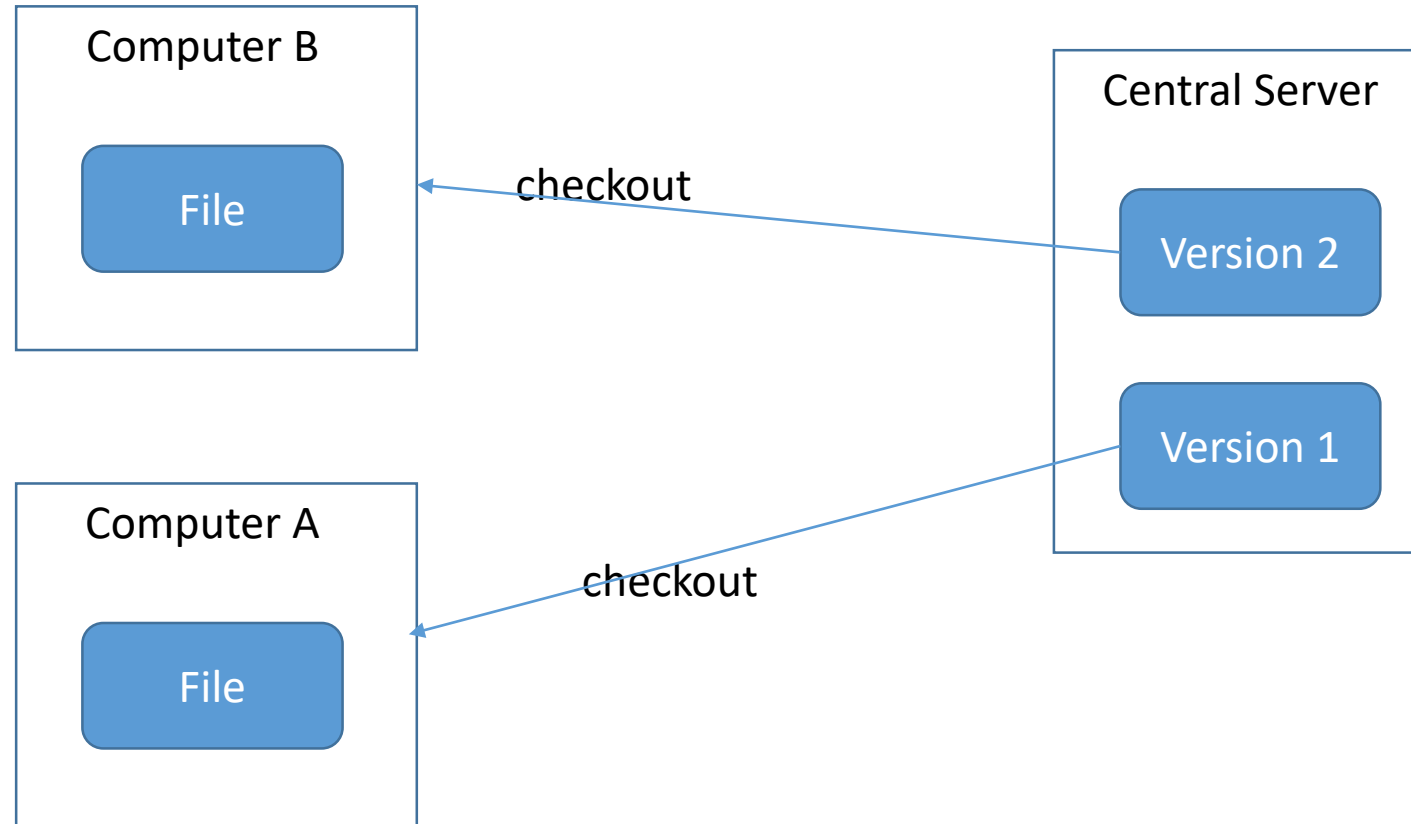 Computer B
File
checkout
Central Server
Version 2
Version 1
Computer A
File
checkout